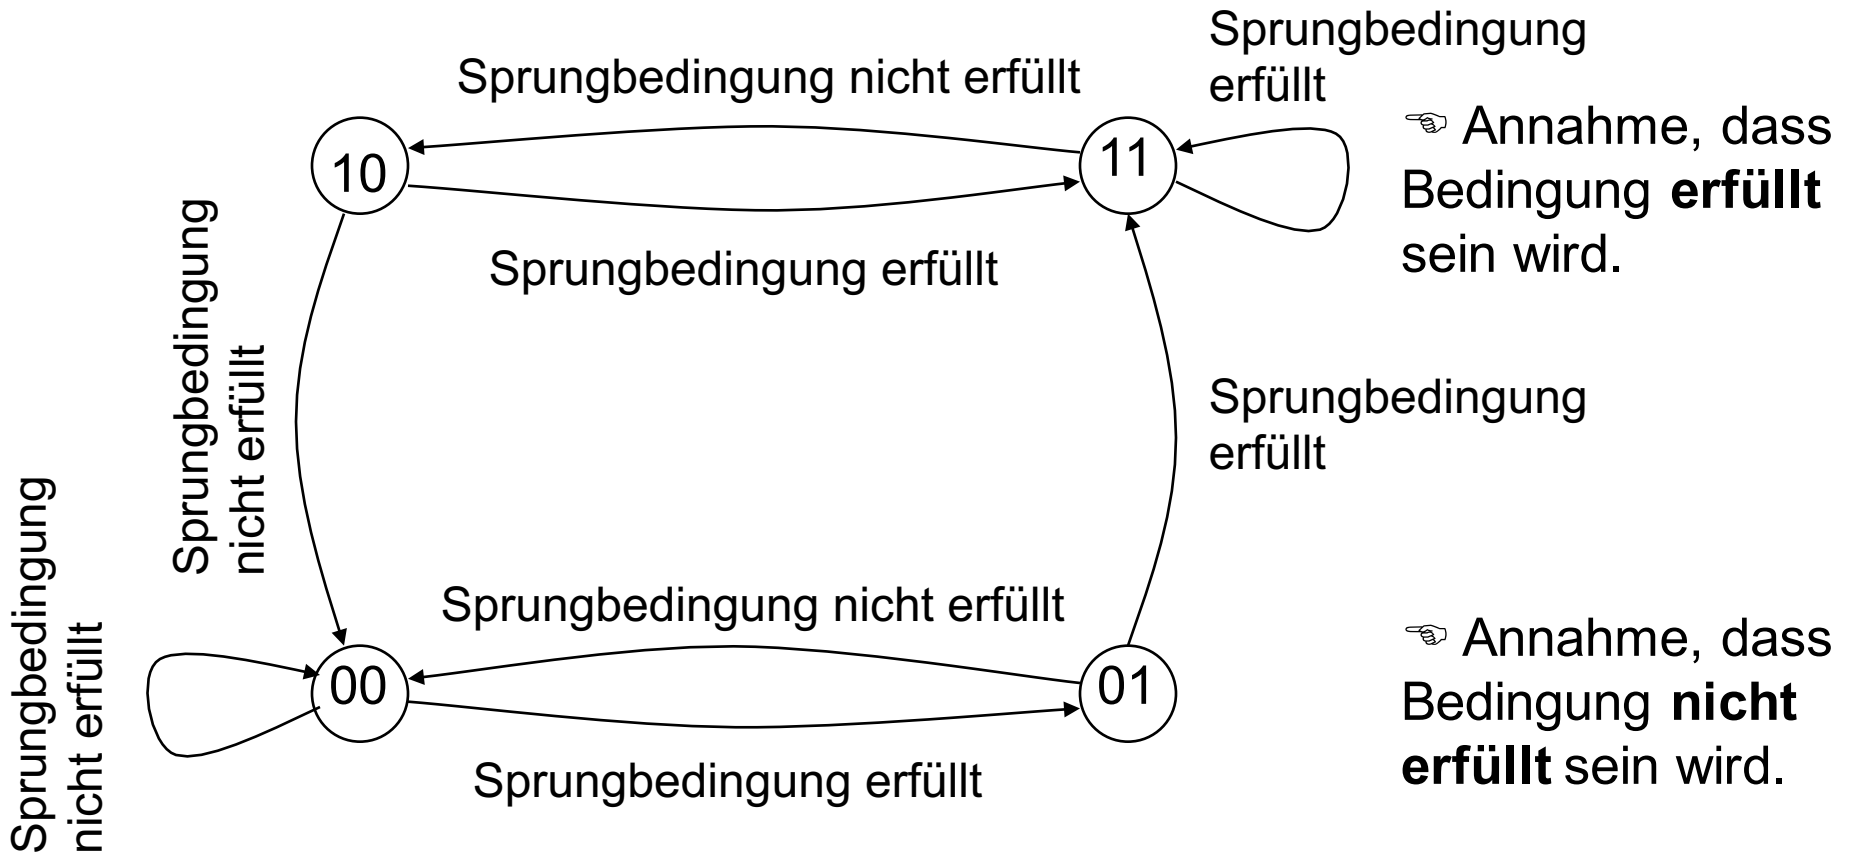 Sprungbedingung
erfüllt
Sprungbedingung nicht erfüllt
☜ Annahme, dass
Bedingung erfüllt
sein wird.
10
11
Sprungbedingung erfüllt
Sprungbedingung
nicht erfüllt
Sprungbedingung
erfüllt
Sprungbedingung
nicht erfüllt
Sprungbedingung nicht erfüllt
00
01
Sprungbedingung erfüllt
☜ Annahme, dass
Bedingung nicht
erfüllt sein wird.